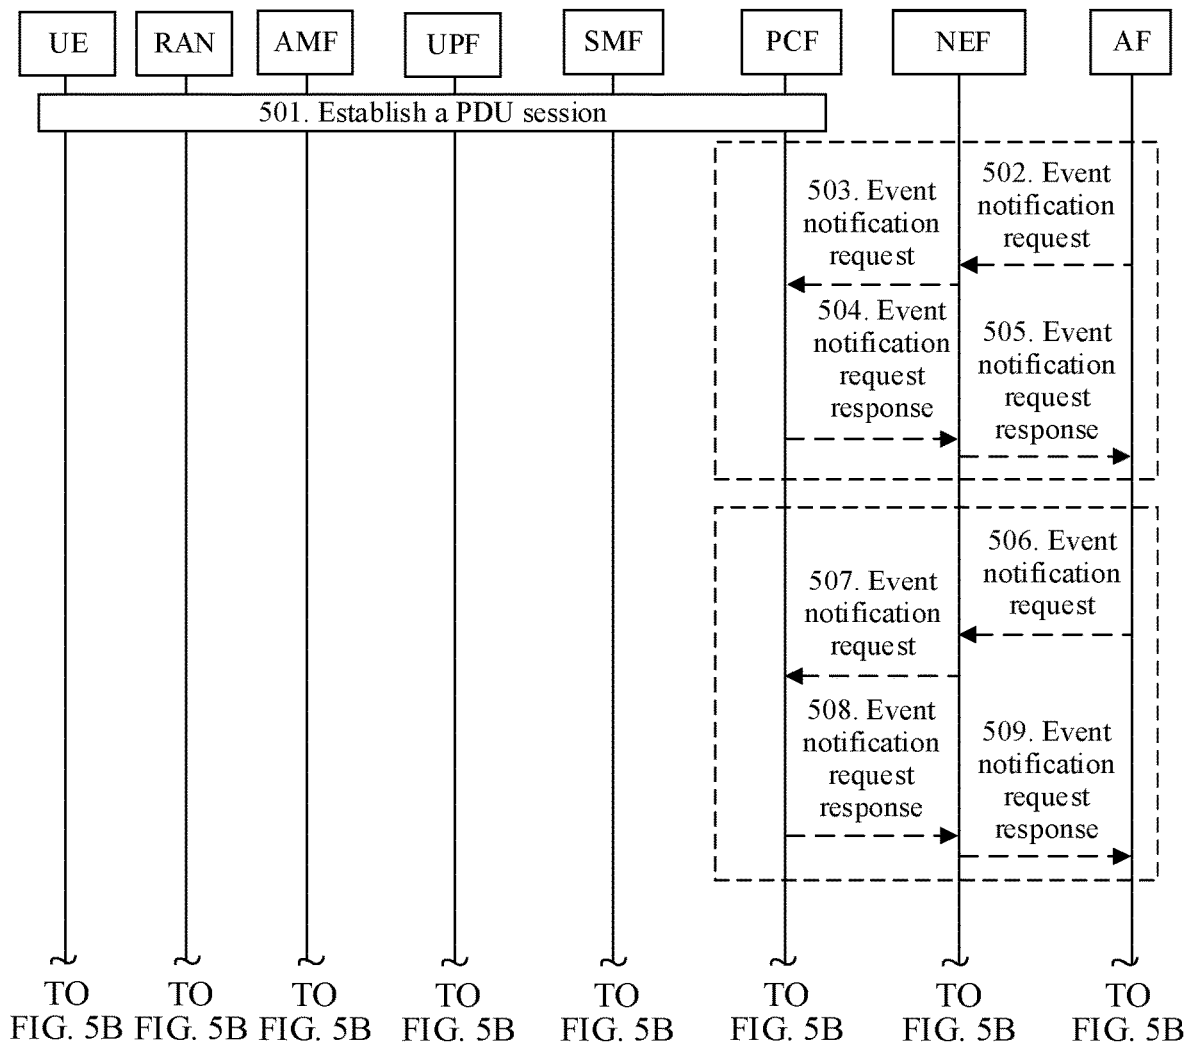 UE RAN AMF UPF SMF PCF NEF AF
501. Establish a PDU session
502. Event
notification
request
503. Event
notification
request
504. Event
notification
request
response
505. Event
notification
request
response
506. Event
notification
request
507. Event
notification
request
508. Event
notification
request
response
509. Event
notification
request
response
TO TO TO TO TO TO TO TO
FIG. 5B FIG. 5B FIG. 5B FIG. 5B FIG. 5B FIG. 5B FIG. 5B FIG. 5B